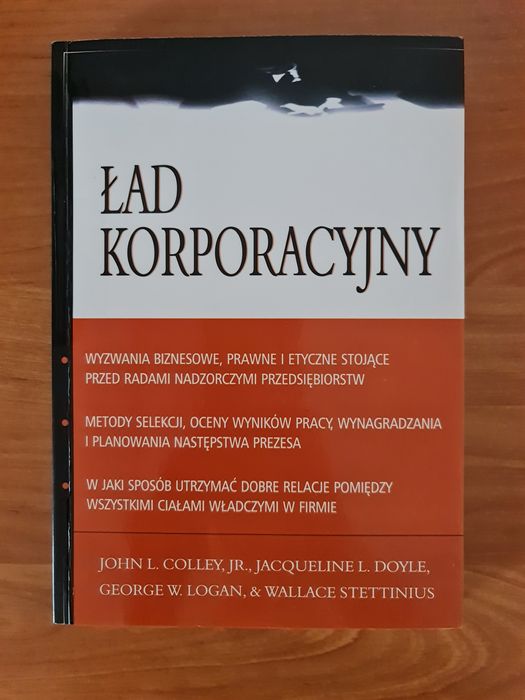 ŁAD
KORPORACYJNY
• WYZWANIA BIZNESOWE, PRAWNE I ETYCZNE STOJĄCE
PRZED RADAMI NADZORCZYMI PRZEDSIĘBIORSTW
• METODY SELEKCJI, OCENY WYNIKÓW PRACY, WYNAGRADZANIA
I PLANOWANIA NASTĘPSTWA PREZESA
• W JAKI SPOSÓB UTRZYMAĆ DOBRE RELACJE POMIĘDZY
WSZYSTKIMI CIAŁAMI WŁADCZYMI W FIRMIE
JOHN L. COLLEY, JR., JACQUELINE L. DOYLE,
GEORGE W. LOGAN, & WALLACE STETTINIUS